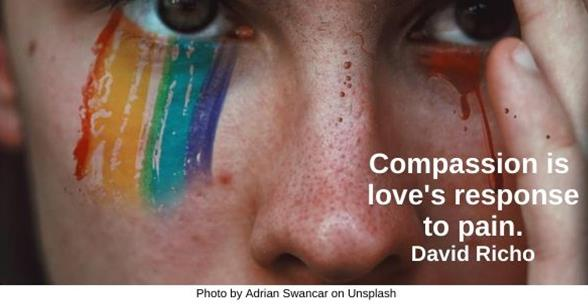 Compassion is
love's response
to pain.
David Richo
Photo by Adrian Swancar on Unsplash